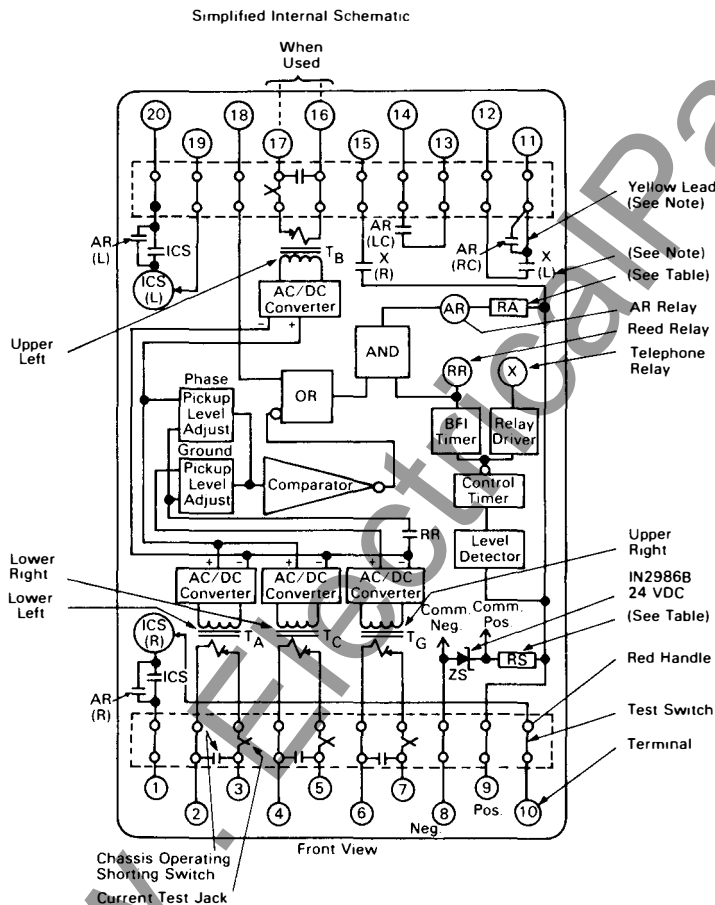 Simplified Internal Schematic
When
Used
20
19
18
17
16
15
14
13
12
11
Yellow Lead
(See Note)
AR
(L)
ICS
ICS
(L)
TB
AR
(LC)
X
(R)
AR
(RC)
X
(L)
(See Note)
(See Table)
AC/DC
Converter
- +
AR
RA
AR Relay
Reed Relay
Telephone
Relay
Upper
Left
AND
RR
X
Phase
OR
Pickup
Level
Adjust
BFI
Timer
Relay
Driver
Ground
Pickup
Level
Adjust
Comparator
Control
Timer
RR
Level
Detector
Upper
Right
Lower
Right
Lower
Left
+ - + - + -
AC/DC
Converter
AC/DC
Converter
AC/DC
Converter
Comm.
Neg.
Comm.
Pos.
IN2986B
24 VDC
(See Table)
ICS
(R)
TA
TC
TG
ZS
RS
Red Handle
ICS
AR
(R)
Test Switch
Terminal
1
2
3
4
5
6
7
8
9
10
Neg.
Pos.
Front View
Chassis Operating
Shorting Switch
Current Test Jack